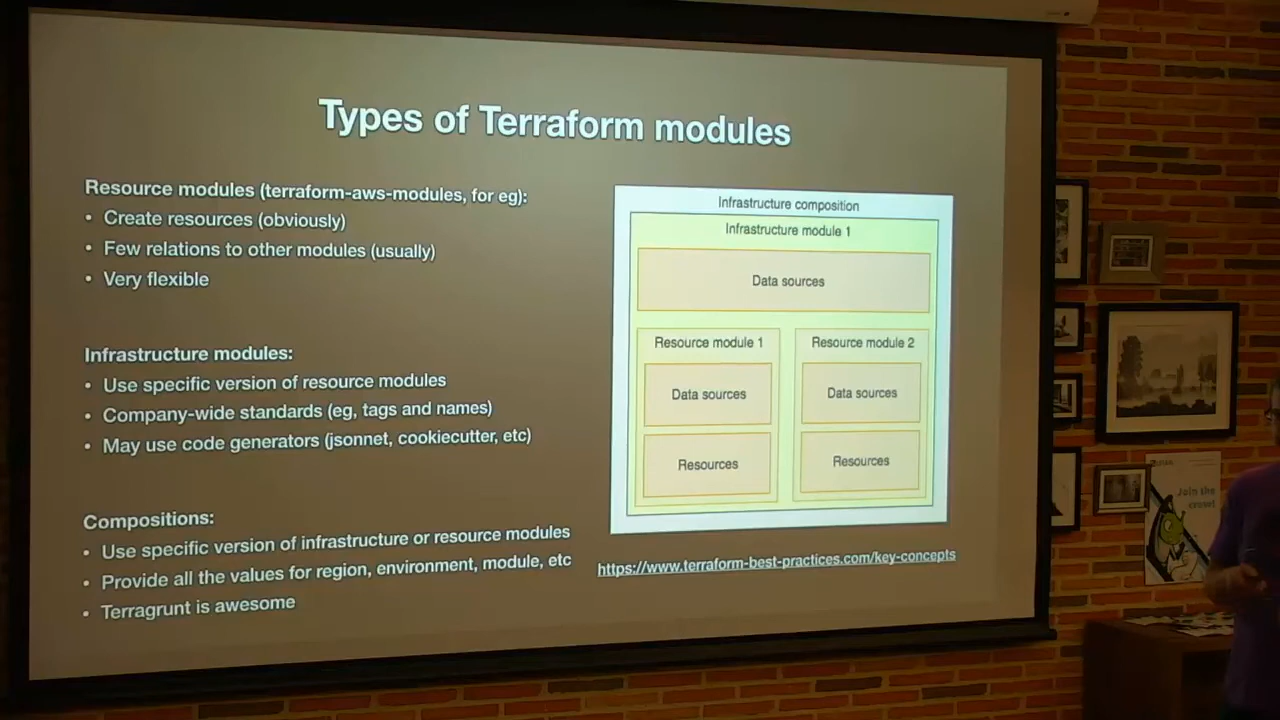 Types of Terraform modules
Resource modules (terraform-aws-modules, for eg):
• Create resources (obviously)
• Few relations to other modules (usually)
• Very flexible
Infrastructure modules:
• Use specific version of resource modules
• Company-wide standards (eg, tags and names)
• May use code generators (jsonnet, cookiecutter, etc)
Compositions:
• Use specific version of infrastructure or resource modules
• Provide all the values for region, environment, module, etc
• Terragrunt is awesome
Infrastructure composition
Infrastructure module 1
Data sources
Resource module 1
Data sources
Resources
Resource module 2
Data sources
Resources
https://www.terraform-best-practices.com/key-concepts
Join the
crowd